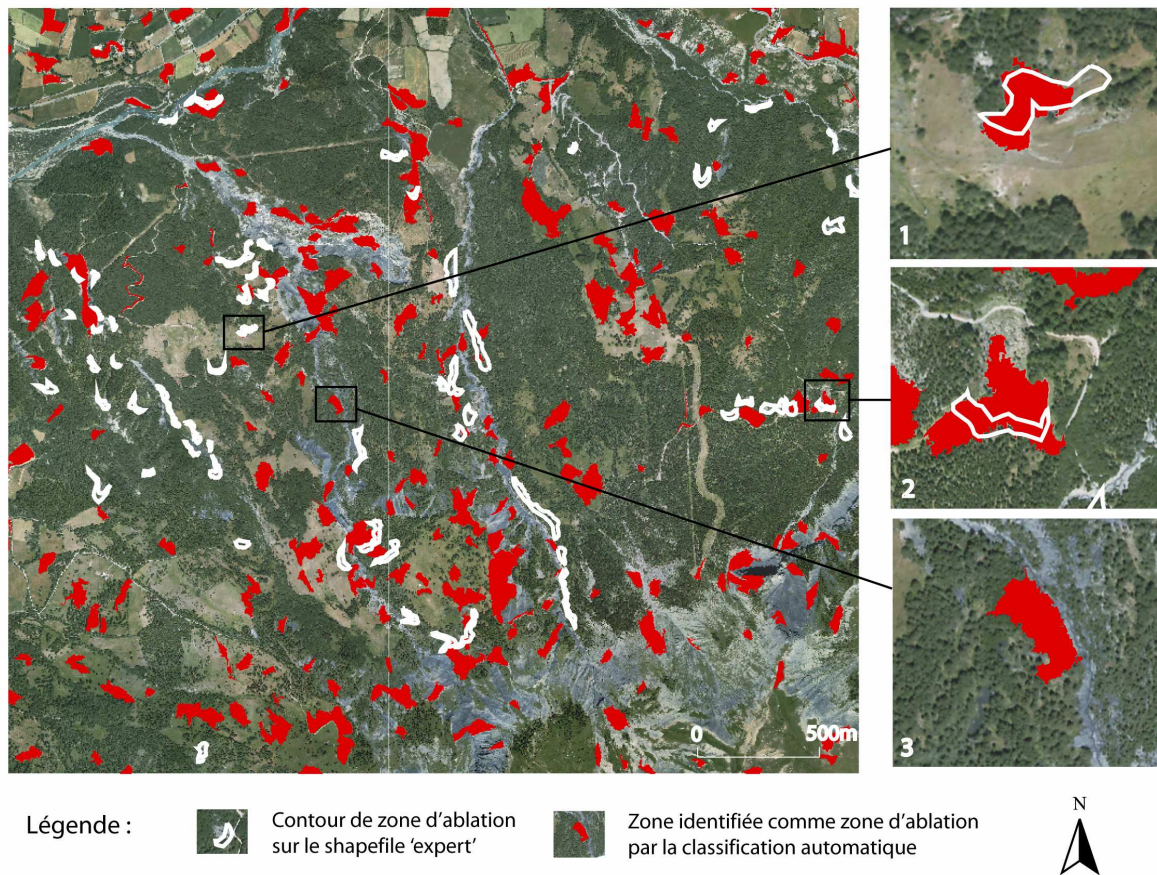 1
2
3
0 500m
Légende :
Contour de zone d'ablation
sur le shapefile 'expert'
Zone identifiée comme zone d'ablation
par la classification automatique
N